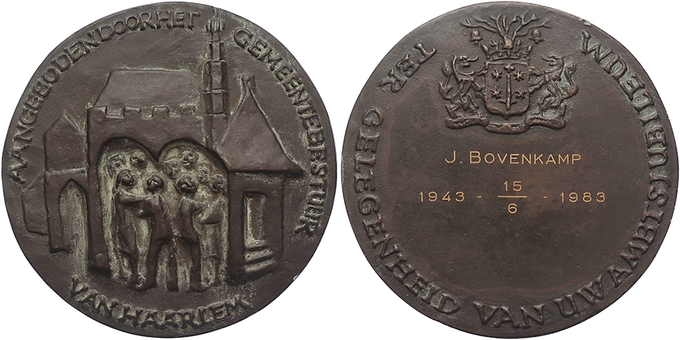 AANGEBODEN DOOR HET GEMEENTEBESTUUR
VAN HAARLEM
TER GELEGENHEID VAN UW AMBTSJUBILEUM
J. BOVENKAMP
1943 - 15/6 - 1983